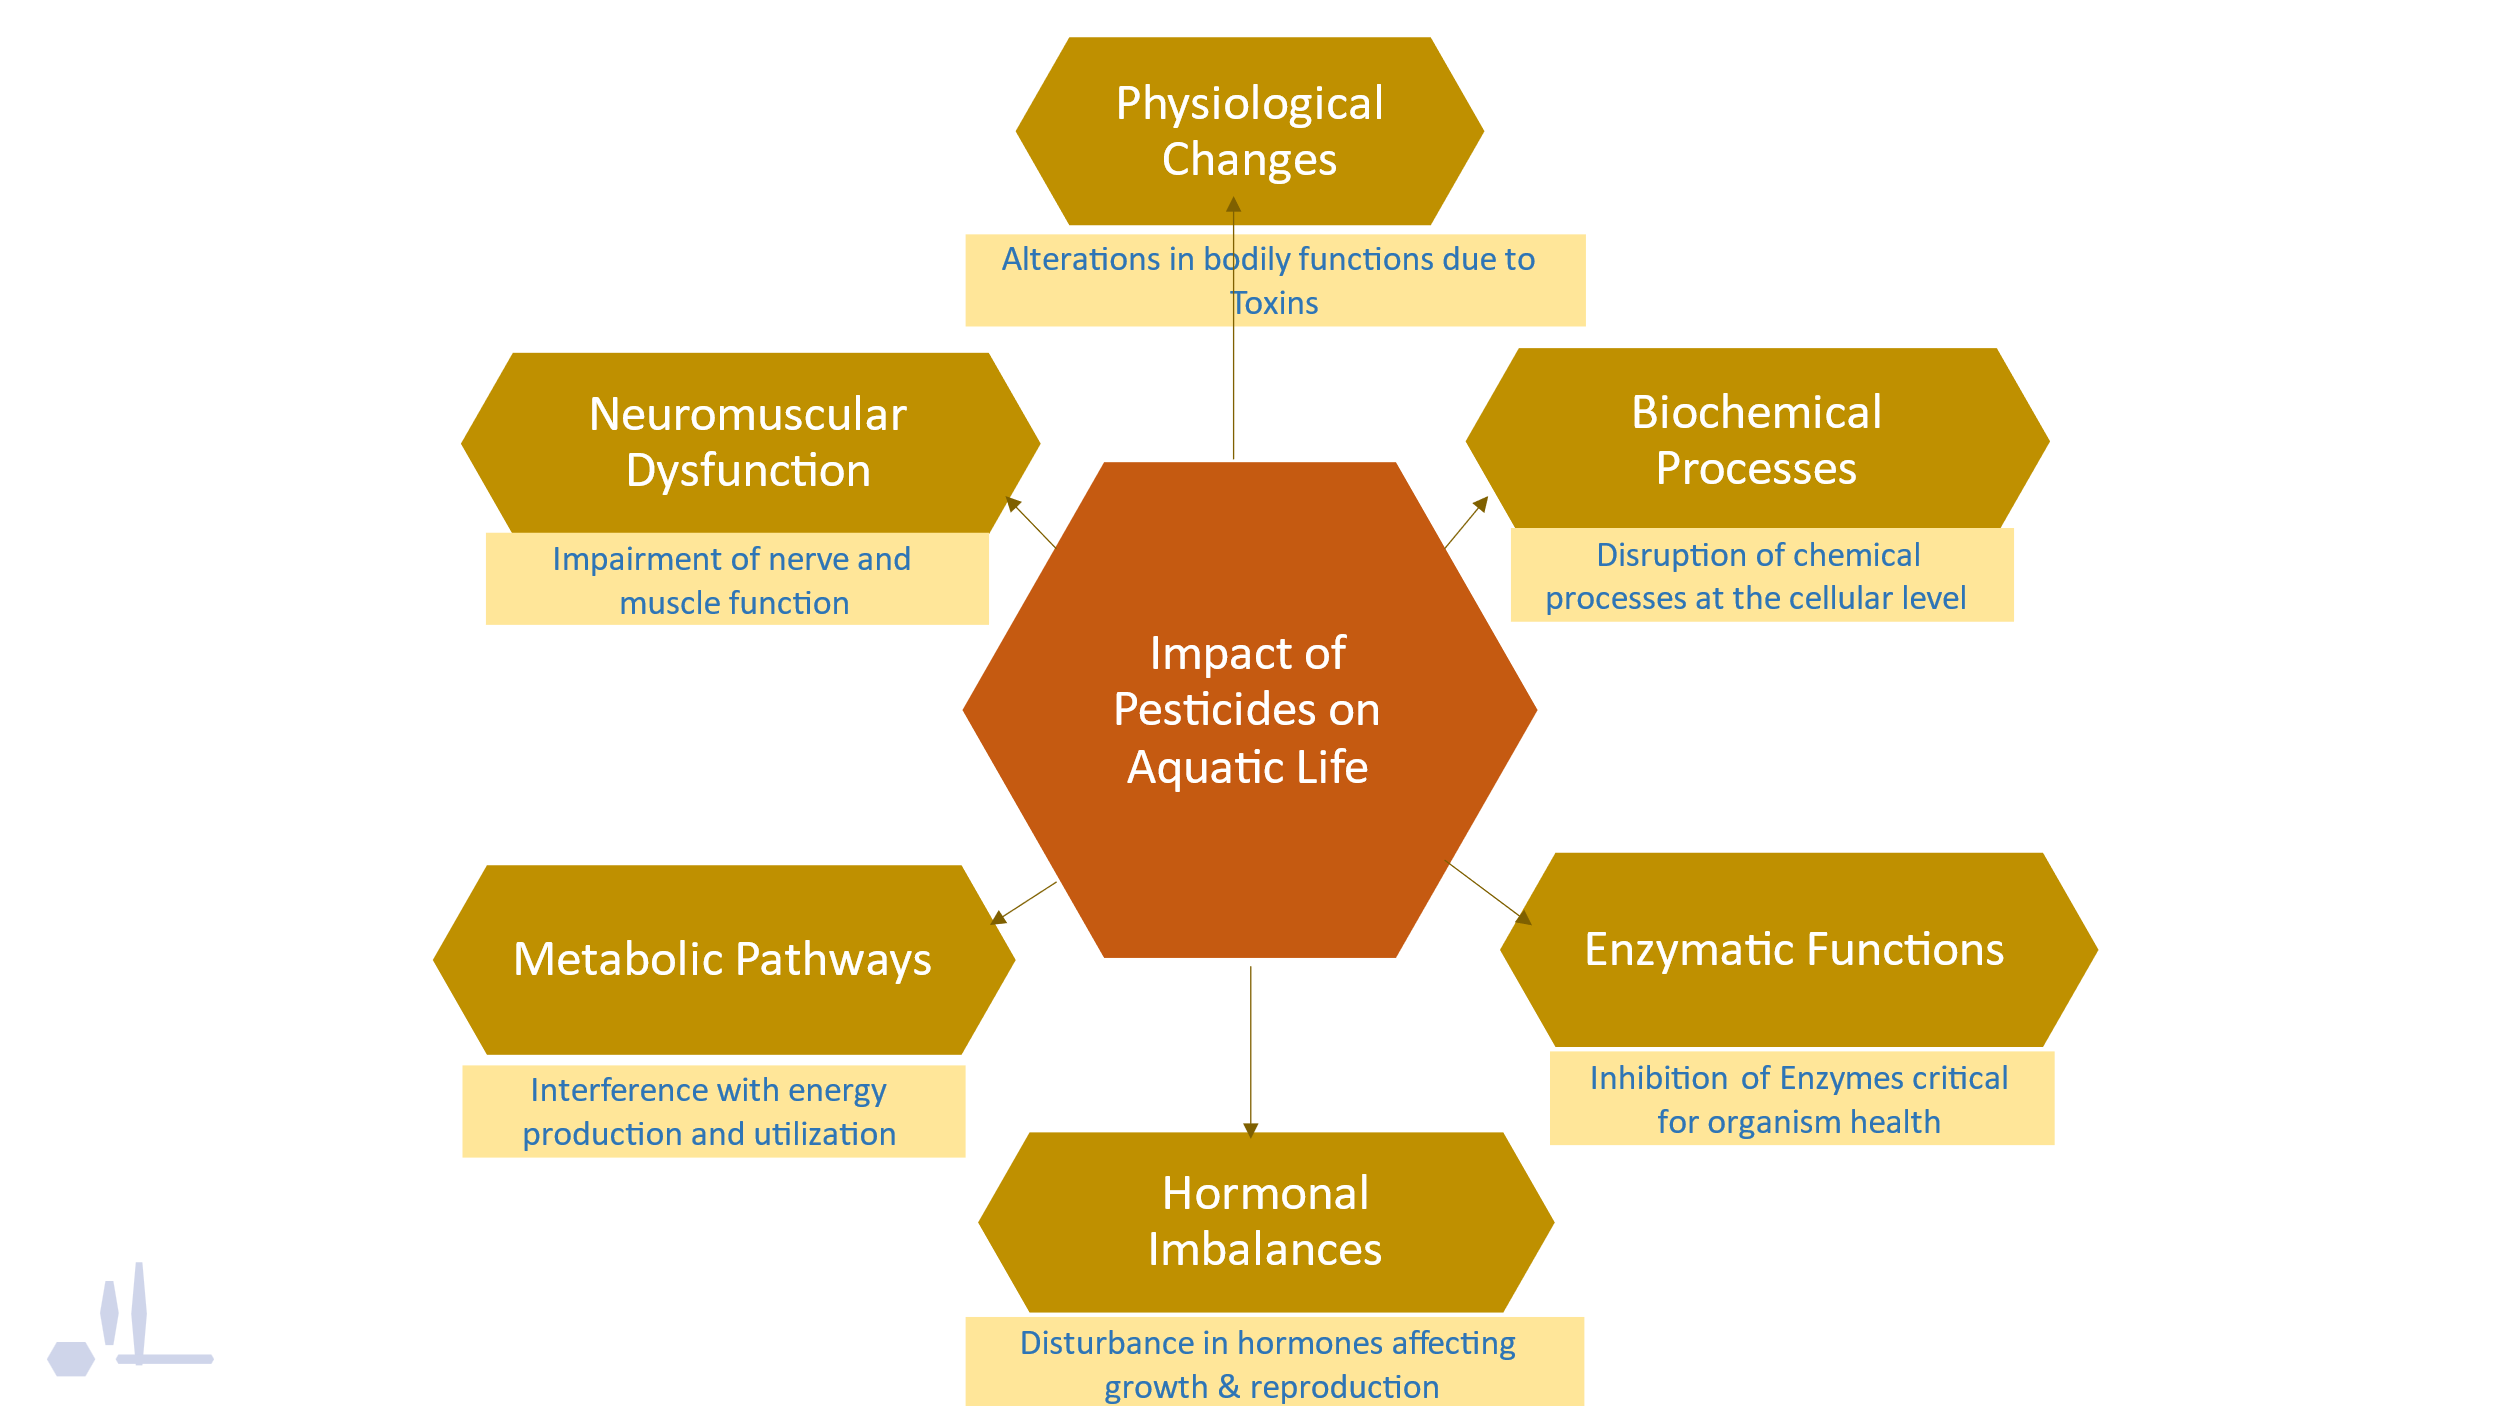 Physiological
Changes
Alterations in bodily functions due to
Toxins
Neuromuscular
Dysfunction
Impairment of nerve and
muscle function
Biochemical
Processes
Disruption of chemical
processes at the cellular level
Impact of
Pesticides on
Aquatic Life
Metabolic Pathways
Interference with energy
production and utilization
Enzymatic Functions
Inhibition of Enzymes critical
for organism health
Hormonal
Imbalances
Disturbance in hormones affecting
growth & reproduction